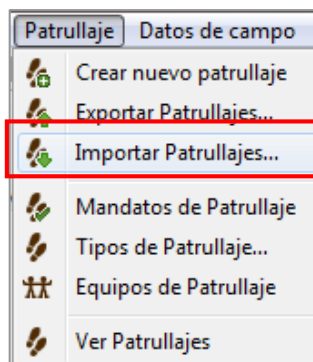 Patrullaje Datos de campo
Crear nuevo patrullaje
Exportar Patrullajes...
Importar Patrullajes...
Mandatos de Patrullaje
Tipos de Patrullaje...
Equipos de Patrullaje
Ver Patrullajes